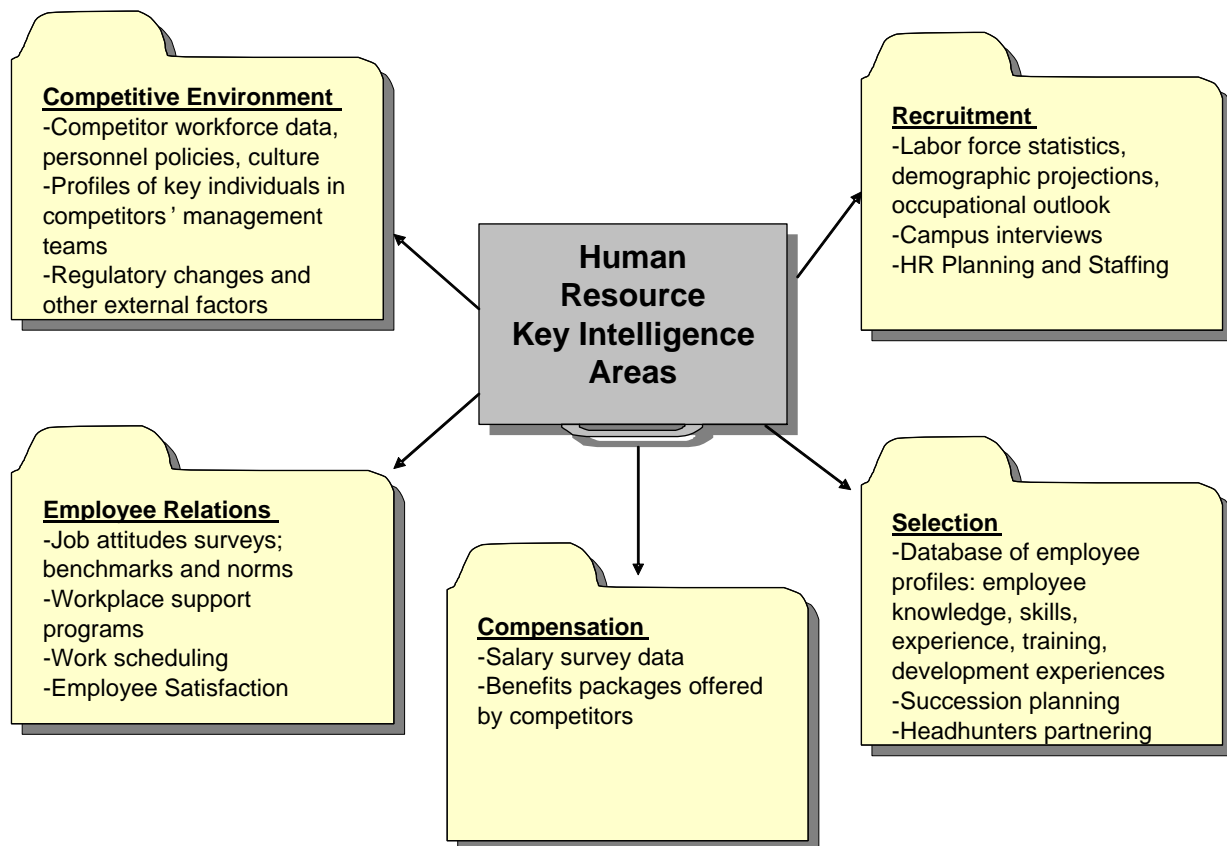 Competitive Environment
-Competitor workforce data,
personnel policies, culture
-Profiles of key individuals in
competitors ’ management
teams
-Regulatory changes and
other external factors
Recruitment
-Labor force statistics,
demographic projections,
occupational outlook
-Campus interviews
-HR Planning and Staffing
Human
Resource
Key Intelligence
Areas
Employee Relations
-Job attitudes surveys;
benchmarks and norms
-Workplace support
programs
-Work scheduling
-Employee Satisfaction
Compensation
-Salary survey data
-Benefits packages offered
by competitors
Selection
-Database of employee
profiles: employee
knowledge, skills,
experience, training,
development experiences
-Succession planning
-Headhunters partnering